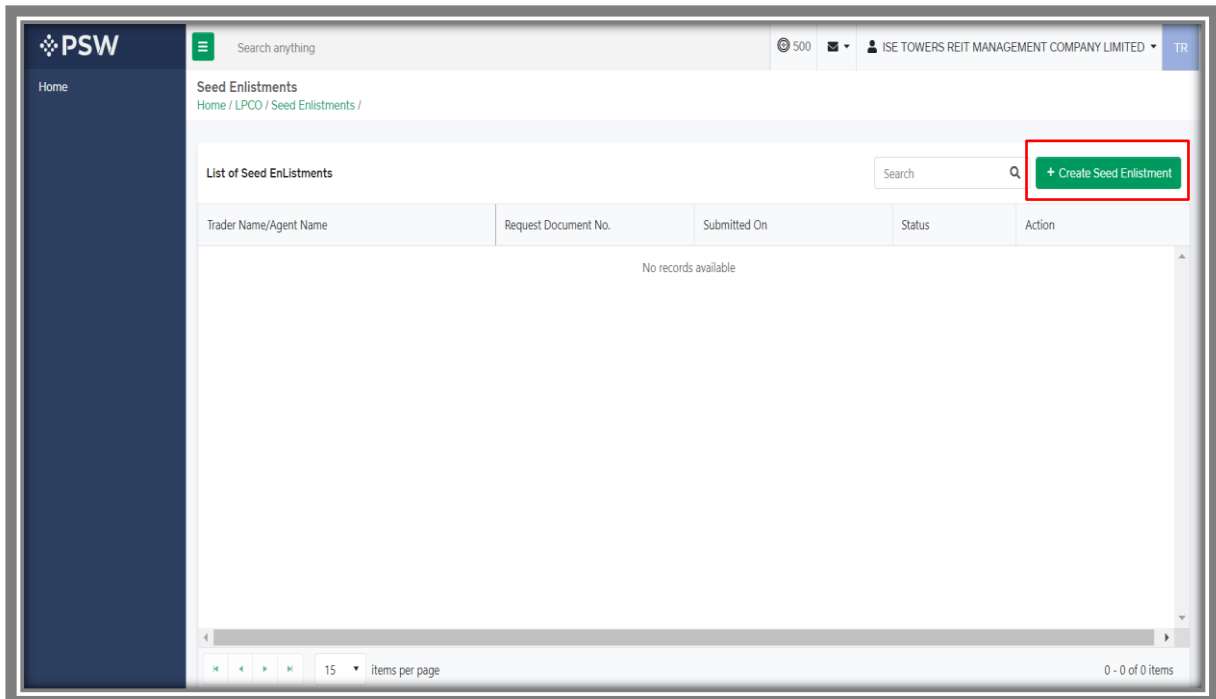 PSW
Search anything
500
ISE TOWERS REIT MANAGEMENT COMPANY LIMITED
TR
Home
Seed Enlistments
Home / LPCO / Seed Enlistments /
List of Seed EnListments
Search
+ Create Seed Enlistment
Trader Name/Agent Name
Request Document No.
Submitted On
Status
Action
No records available
15
items per page
0 - 0 of 0 items